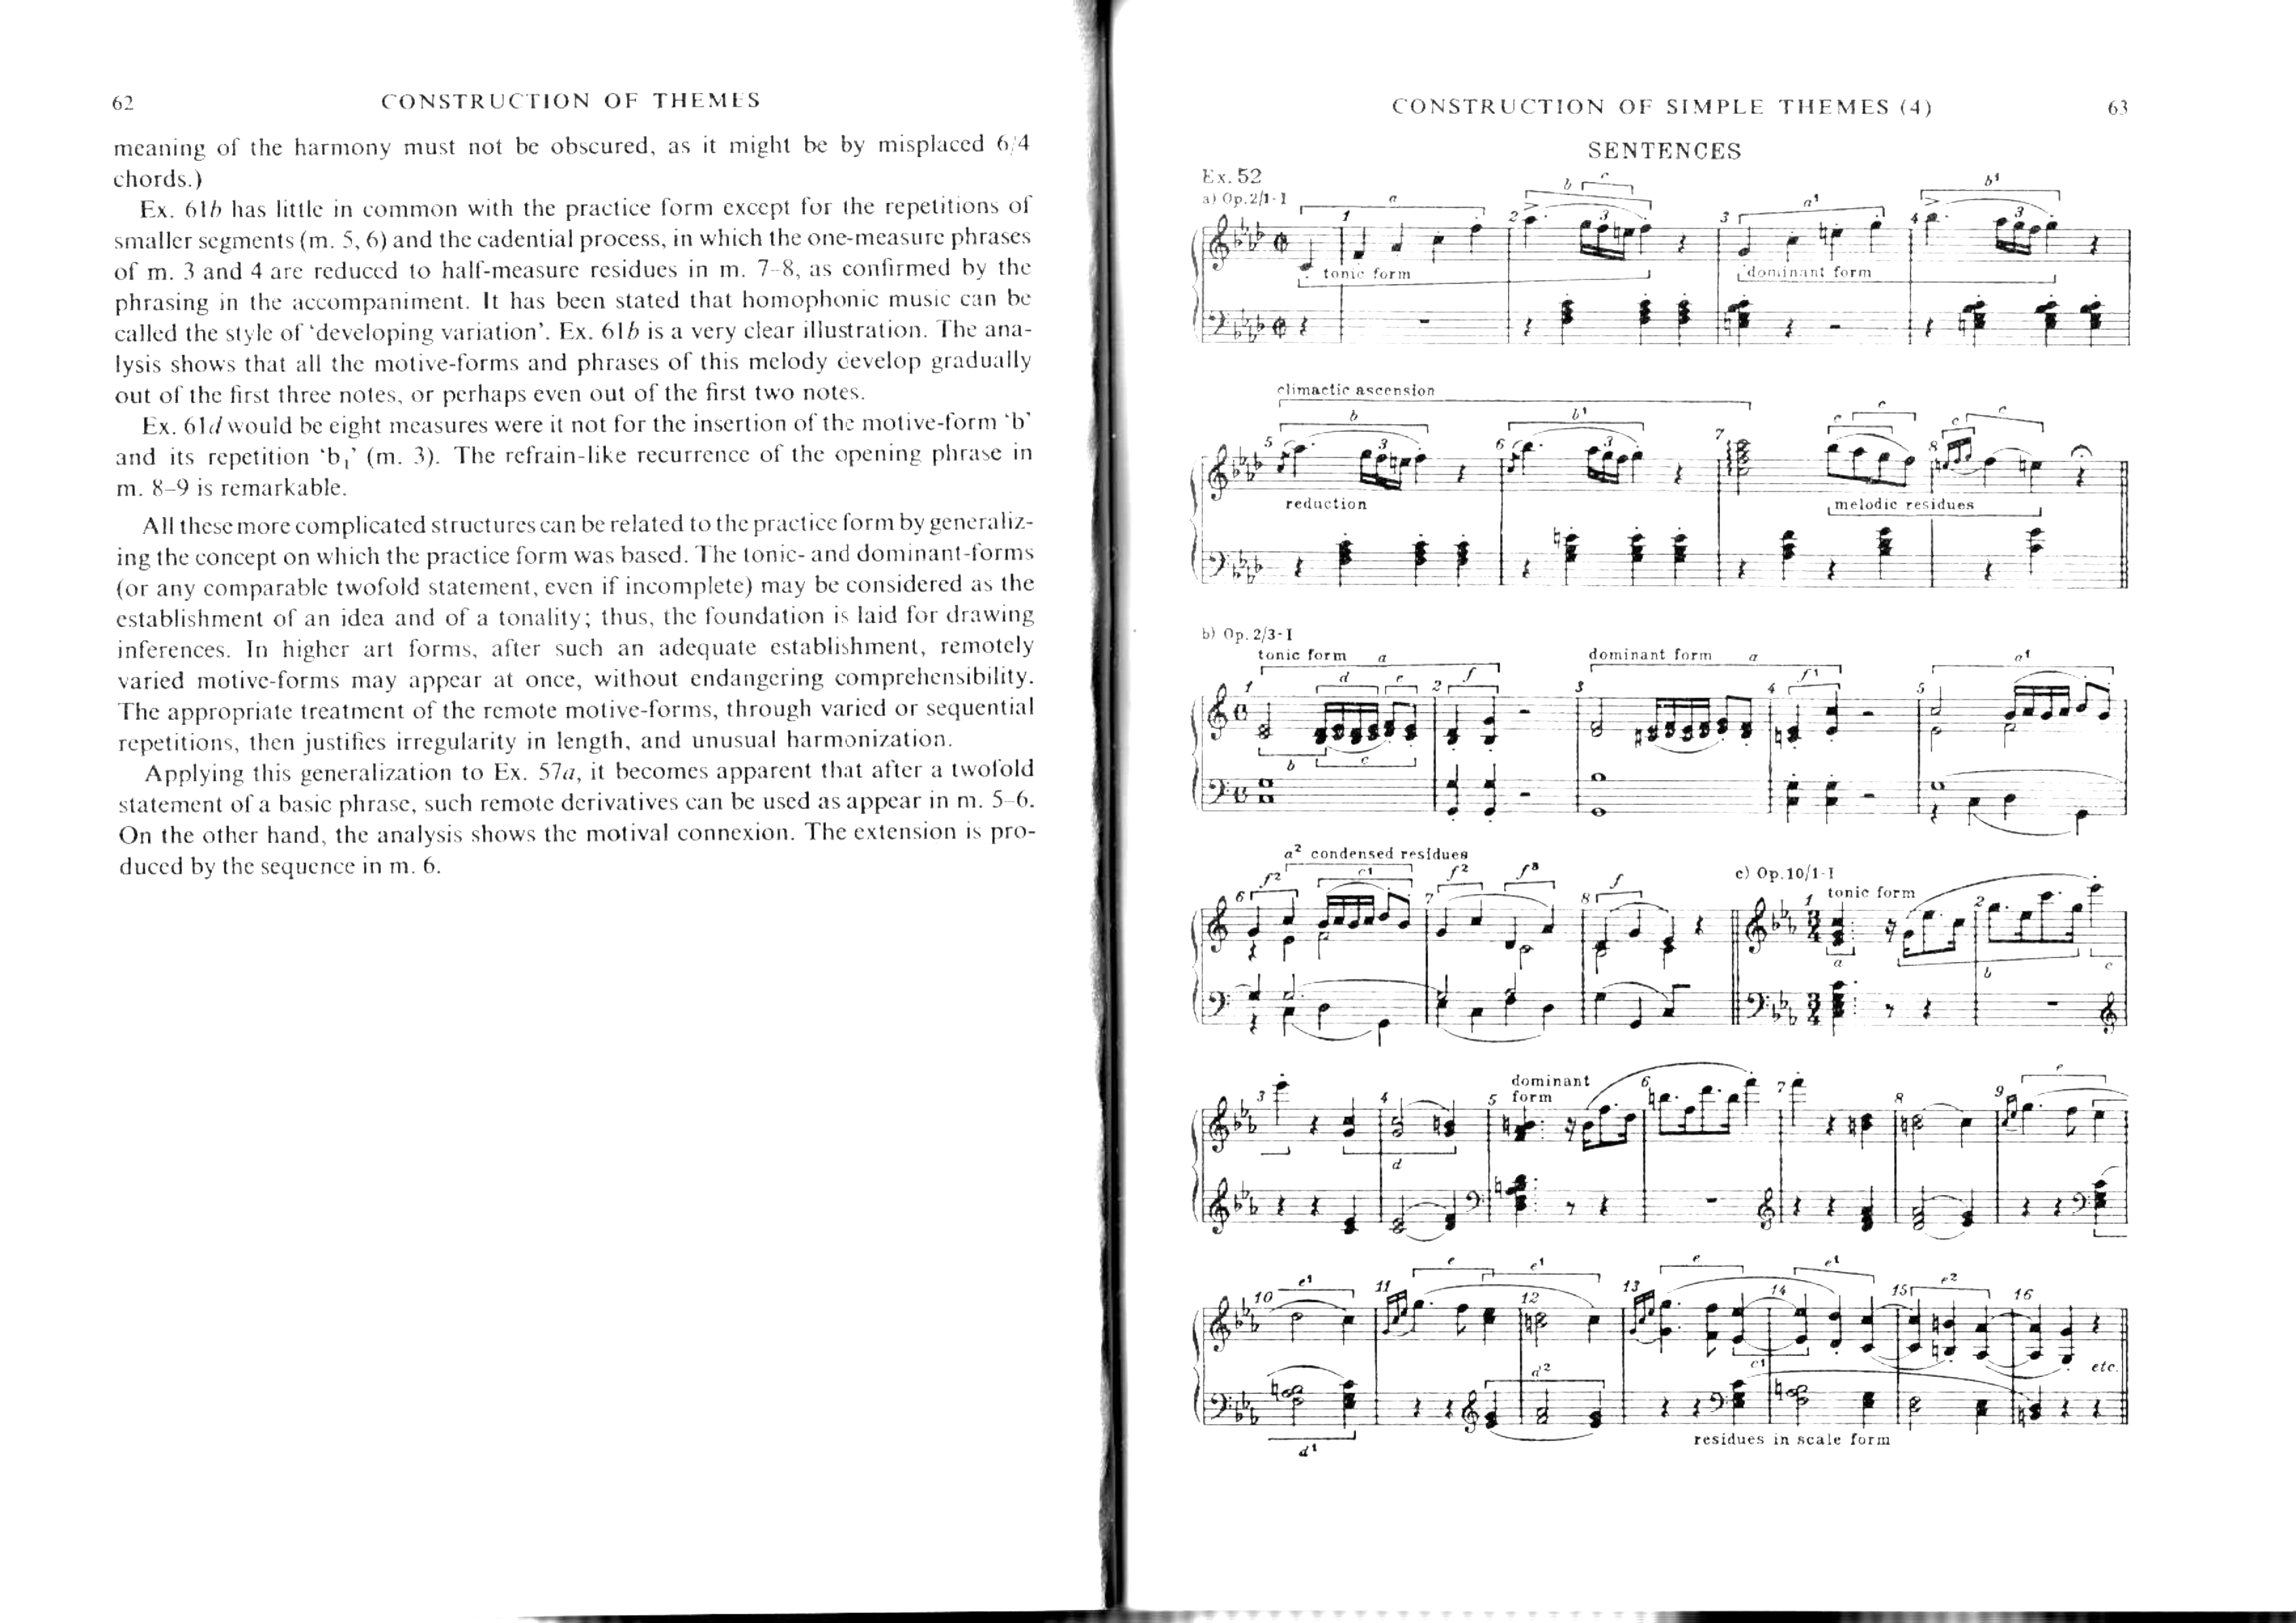 62 CONSTRUCTION OF THEMES
meaning of the harmony must not be obscured, as it might be by misplaced 6/4
chords.)
Ex. 61b has little in common with the practice form except for the repetitions of
smaller segments (m. 5, 6) and the cadential process, in which the one-measure phrases
of m. 3 and 4 are reduced to half-measure residues in m. 7–8, as confirmed by the
phrasing in the accompaniment. It has been stated that homophonic music can be
called the style of ‘developing variation’. Ex. 61b is a very clear illustration. The ana-
lysis shows that all the motive-forms and phrases of this melody develop gradually
out of the first three notes, or perhaps even out of the first two notes.
Ex. 61d would be eight measures were it not for the insertion of the motive-form ‘b’
and its repetition ‘b₁’ (m. 3). The refrain-like recurrence of the opening phrase in
m. 8–9 is remarkable.
All these more complicated structures can be related to the practice form by generaliz-
ing the concept on which the practice form was based. The tonic- and dominant-forms
(or any comparable twofold statement, even if incomplete) may be considered as the
establishment of an idea and of a tonality; thus, the foundation is laid for drawing
inferences. In higher art forms, after such an adequate establishment, remotely
varied motive-forms may appear at once, without endangering comprehensibility.
The appropriate treatment of the remote motive-forms, through varied or sequential
repetitions, then justifies irregularity in length, and unusual harmonization.
Applying this generalization to Ex. 57a, it becomes apparent that after a twofold
statement of a basic phrase, such remote derivatives can be used as appear in m. 5–6.
On the other hand, the analysis shows the motival connexion. The extension is pro-
duced by the sequence in m. 6.
CONSTRUCTION OF SIMPLE THEMES (4) 63
SENTENCES
Ex. 52
a) Op.2/1-I
a b c a¹ b¹
1 2 3 3 4 3
tonic form dominant form
climactic ascension
b b¹ c c c c
5 3 6 3 7 8
reduction melodic residues
b) Op. 2/3-I
tonic form a dominant form a a¹
d e f f¹
1 2 3 4 5
b c
a² condensed residues
f² c¹ f² f³ f
6 7 8
c) Op.10/1-I
tonic form
1 2
a b c
dominant
form
3 4 5 6 7 8 9
d e
e¹ e e¹ e e¹ e²
10 11 12 13 14 15 16
d² c1 etc.
d¹
residues in scale form